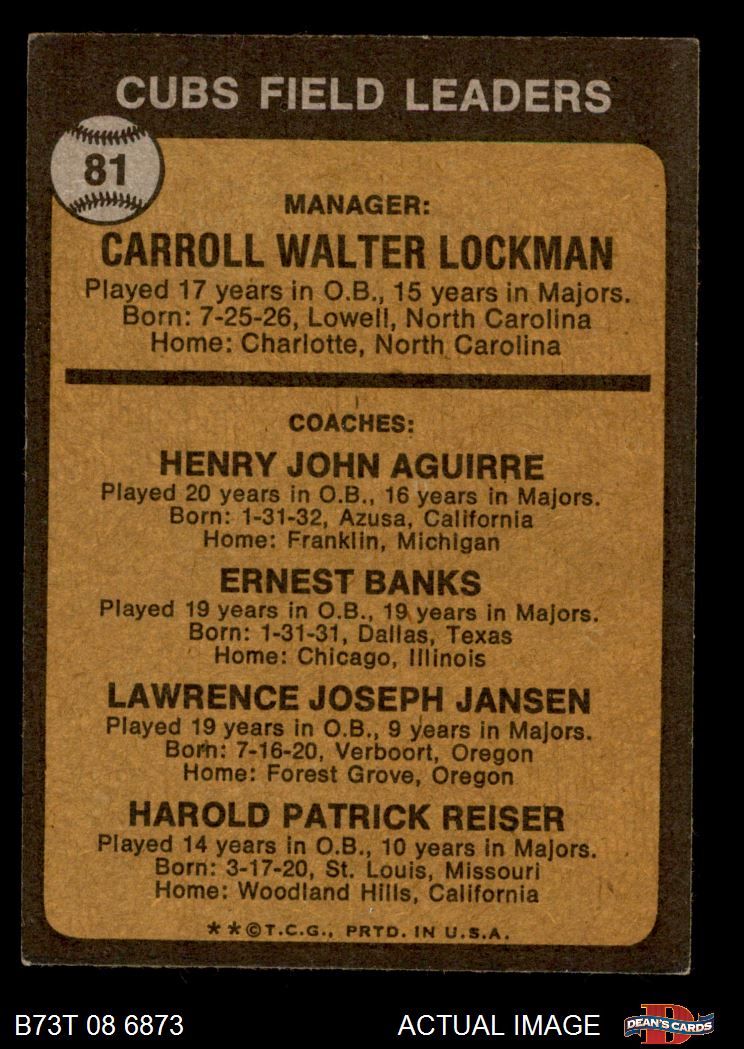 CUBS FIELD LEADERS
81
MANAGER:
CARROLL WALTER LOCKMAN
Played 17 years in O.B., 15 years in Majors.
Born: 7-25-26, Lowell, North Carolina
Home: Charlotte, North Carolina
COACHES:
HENRY JOHN AGUIRRE
Played 20 years in O.B., 16 years in Majors.
Born: 1-31-32, Azusa, California
Home: Franklin, Michigan
ERNEST BANKS
Played 19 years in O.B., 19 years in Majors.
Born: 1-31-31, Dallas, Texas
Home: Chicago, Illinois
LAWRENCE JOSEPH JANSEN
Played 19 years in O.B., 9 years in Majors.
Born: 7-16-20, Verboort, Oregon
Home: Forest Grove, Oregon
HAROLD PATRICK REISER
Played 14 years in O.B., 10 years in Majors.
Born: 3-17-20, St. Louis, Missouri
Home: Woodland Hills, California
**©T.C.G., PRTD. IN U.S.A.
B73T 08 6873
ACTUAL IMAGE
D
DEAN'S CARDS